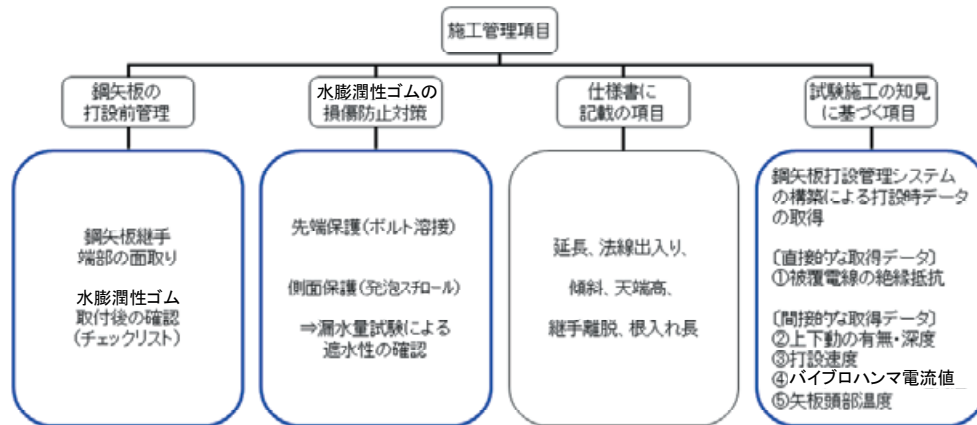 施工管理項目
鋼矢板の
打設前管理
水膨潤性ゴムの
損傷防止対策
仕様書に
記載の項目
試験施工の知見
に基づく項目
鋼矢板継手
端部の面取り
水膨潤性ゴム
取付後の確認
(チェックリスト)
先端保護(ボルト溶接)
側面保護(発泡スチロール)
⇒漏水量試験による
遮水性の確認
延長、法線出入り、
傾斜、天端高、
継手離脱、根入れ長
鋼矢板打設管理システム
の構築による打設時データ
の取得
〔直接的な取得データ〕
①被覆電線の絶縁抵抗
〔間接的な取得データ〕
②上下動の有無・深度
③打設速度
④バイブロハンマ電流値
⑤矢板頭部温度